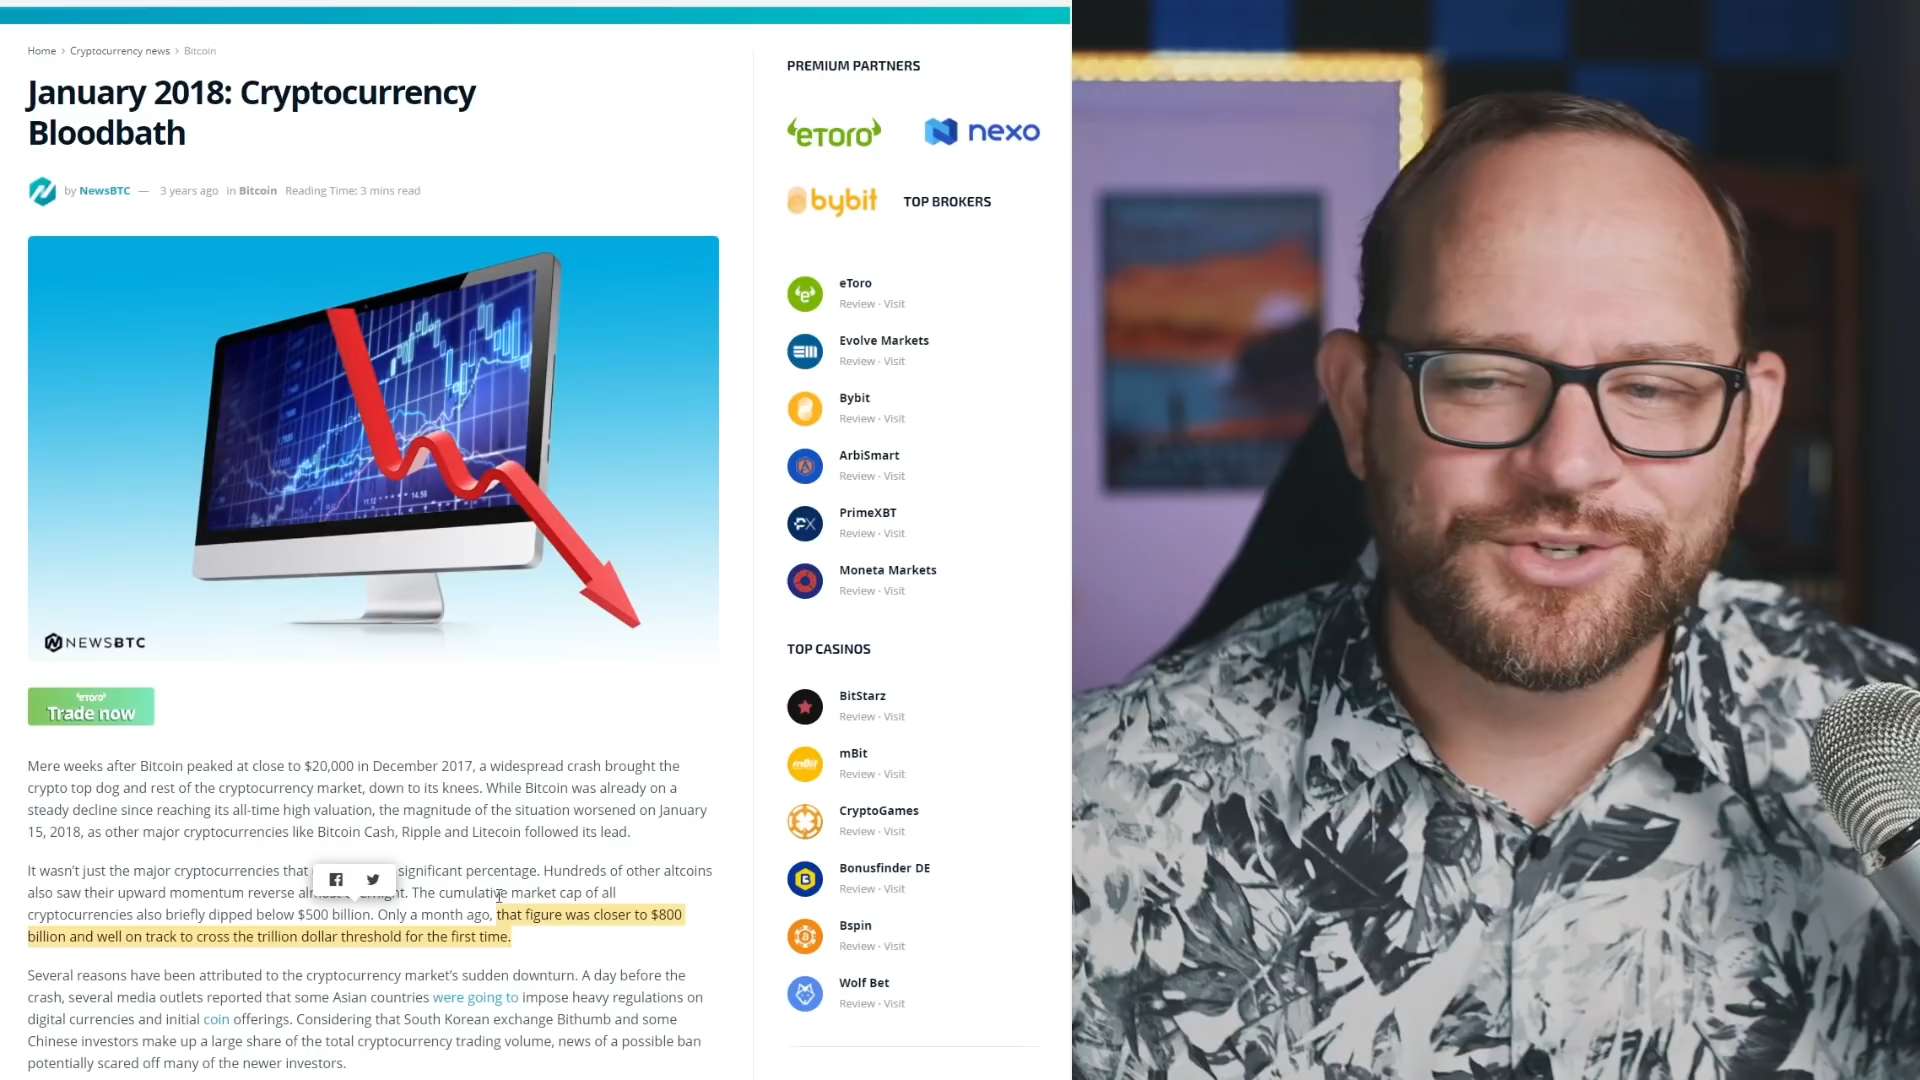 Home > Cryptocurrency news > Bitcoin
January 2018: Cryptocurrency
Bloodbath
by NewsBTC — 3 years ago in Bitcoin Reading Time: 3 mins read
11.12
14.56
NEWSBTC
eToro
Trade now
Mere weeks after Bitcoin peaked at close to $20,000 in December 2017, a widespread crash brought the
crypto top dog and rest of the cryptocurrency market, down to its knees. While Bitcoin was already on a
steady decline since reaching its all-time high valuation, the magnitude of the situation worsened on January
15, 2018, as other major cryptocurrencies like Bitcoin Cash, Ripple and Litecoin followed its lead.
It wasn’t just the major cryptocurrencies that significant percentage. Hundreds of other altcoins
also saw their upward momentum reverse The cumulative market cap of all
cryptocurrencies also briefly dipped below $500 billion. Only a month ago, that figure was closer to $800
billion and well on track to cross the trillion dollar threshold for the first time.
Several reasons have been attributed to the cryptocurrency market’s sudden downturn. A day before the
crash, several media outlets reported that some Asian countries were going to impose heavy regulations on
digital currencies and initial coin offerings. Considering that South Korean exchange Bithumb and some
Chinese investors make up a large share of the total cryptocurrency trading volume, news of a possible ban
potentially scared off many of the newer investors.
PREMIUM PARTNERS
eToro nexo
bybit TOP BROKERS
eToro
Review · Visit
Evolve Markets
Review · Visit
Bybit
Review · Visit
ArbiSmart
Review · Visit
PX
PrimeXBT
Review · Visit
Moneta Markets
Review · Visit
TOP CASINOS
BitStarz
Review · Visit
mBit
mBit
Review · Visit
CryptoGames
Review · Visit
Bonusfinder DE
Review · Visit
Bspin
Review · Visit
Wolf Bet
Review · Visit